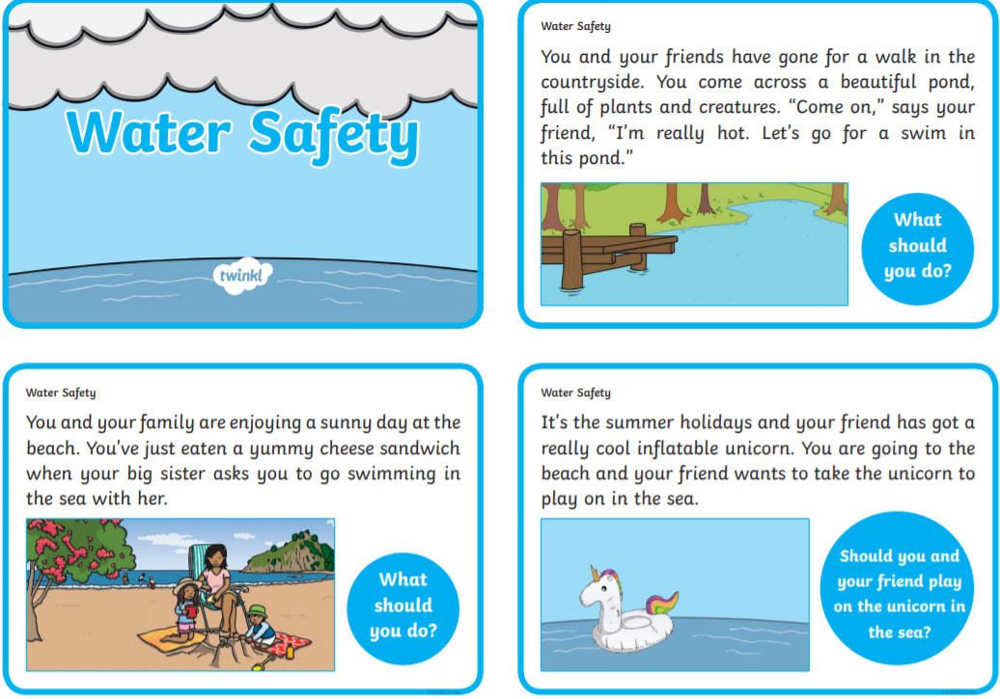 Water Safety
twinkl
Water Safety
You and your friends have gone for a walk in the
countryside. You come across a beautiful pond,
full of plants and creatures. “Come on,” says your
friend, “I’m really hot. Let’s go for a swim in
this pond.”
What
should
you do?
Water Safety
You and your family are enjoying a sunny day at the
beach. You’ve just eaten a yummy cheese sandwich
when your big sister asks you to go swimming in
the sea with her.
What
should
you do?
Water Safety
It’s the summer holidays and your friend has got a
really cool inflatable unicorn. You are going to the
beach and your friend wants to take the unicorn to
play on in the sea.
Should you and
your friend play
on the unicorn in
the sea?